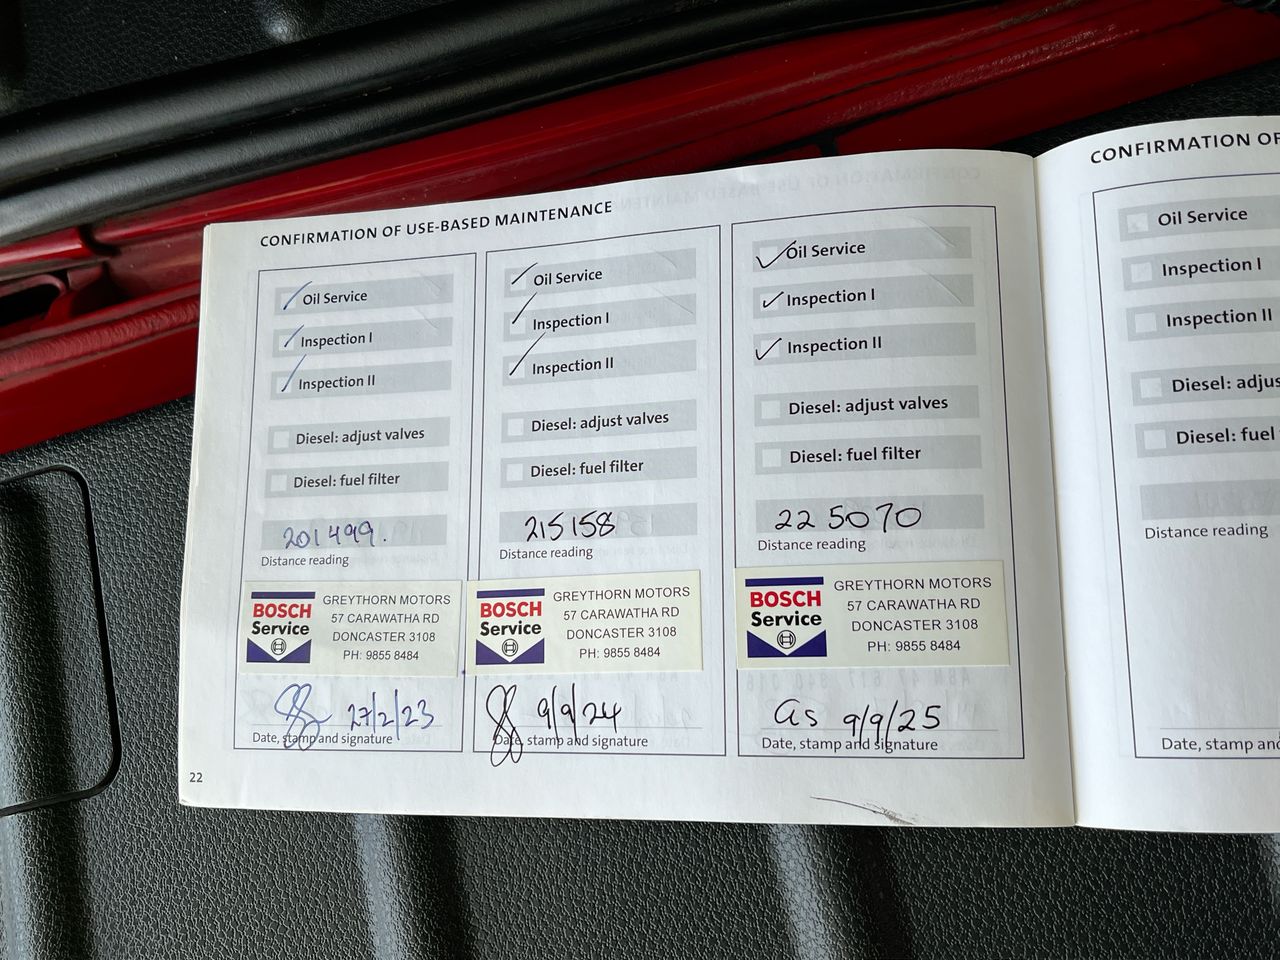 CONFIRMATION OF USE-BASED MAINTENANCE
Oil Service
Inspection I
Inspection II
Diesel: adjust valves
Diesel: fuel filter
201499.
Distance reading
BOSCH
Service
GREYTHORN MOTORS
57 CARAWATHA RD
DONCASTER 3108
PH: 9855 8484
27/2/23
Date, stamp and signature
Oil Service
Inspection I
Inspection II
Diesel: adjust valves
Diesel: fuel filter
215158
Distance reading
BOSCH
Service
GREYTHORN MOTORS
57 CARAWATHA RD
DONCASTER 3108
PH: 9855 8484
9/9/24
Date, stamp and signature
Oil Service
Inspection I
Inspection II
Diesel: adjust valves
Diesel: fuel filter
225070
Distance reading
BOSCH
Service
GREYTHORN MOTORS
57 CARAWATHA RD
DONCASTER 3108
PH: 9855 8484
as 9/9/25
Date, stamp and signature
22
CONFIRMATION OF
Oil Service
Inspection I
Inspection II
Diesel: adjus
Diesel: fuel
Distance reading
Date, stamp and